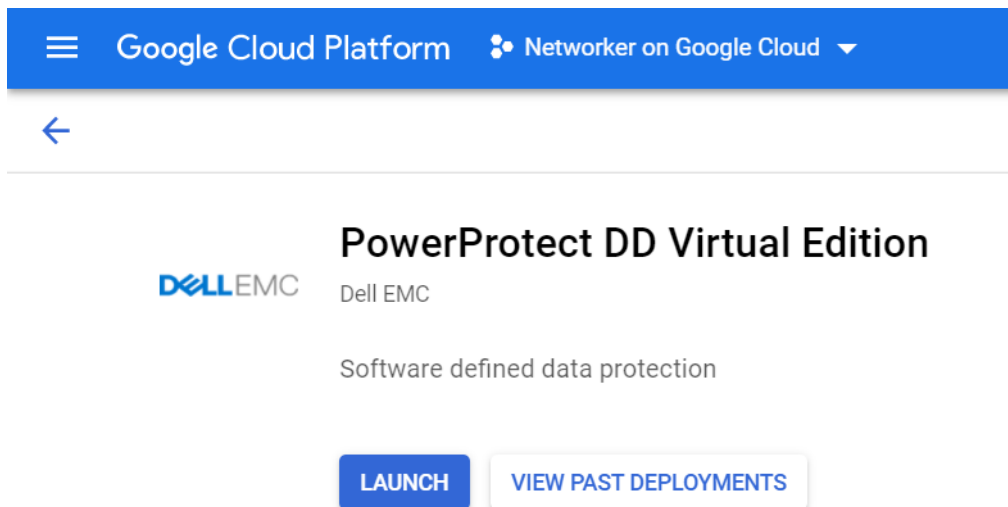 Google Cloud Platform Networker on Google Cloud
PowerProtect DD Virtual Edition
DELLEMC
Dell EMC
Software defined data protection
LAUNCH VIEW PAST DEPLOYMENTS